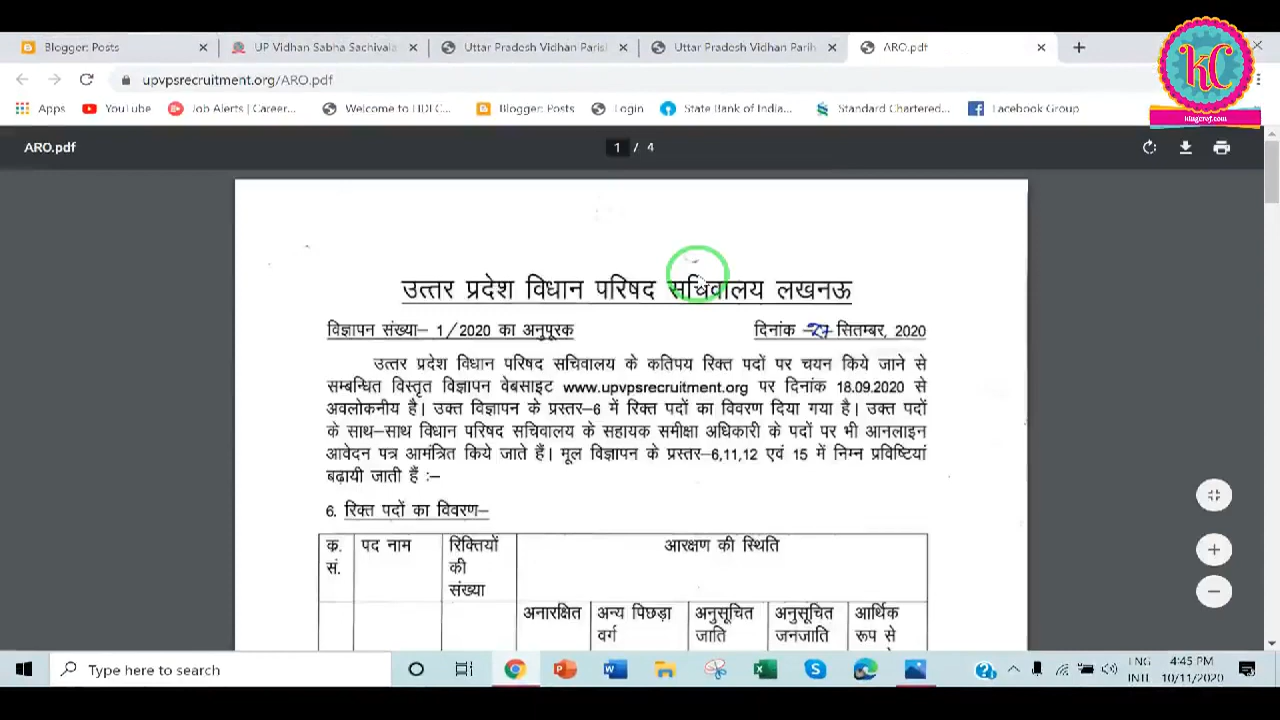 Blogger: Posts
UP Vidhan Sabha Sachivala
Uttar Pradesh Vidhan Parish
Uttar Pradesh Vidhan Parih
ARO.pdf
KC
kingcrof.com
upvpsrecruitment.org/ARO.pdf
Apps
YouTube
Job Alerts | Career...
Welcome to HDFC...
Blogger: Posts
Login
State Bank of India...
Standard Chartered...
Facebook Group
ARO.pdf
1 / 4
उत्तर प्रदेश विधान परिषद सचिवालय लखनऊ
विज्ञापन संख्या– 1/2020 का अनुपूरक
दिनांक –27 सितम्बर, 2020
उत्तर प्रदेश विधान परिषद सचिवालय के कतिपय रिक्त पदों पर चयन किये जाने से
सम्बन्धित विस्तृत विज्ञापन वेबसाइट www.upvpsrecruitment.org पर दिनांक 18.09.2020 से
अवलोकनीय है। उक्त विज्ञापन के प्रस्तर–6 में रिक्त पदों का विवरण दिया गया है। उक्त पदों
के साथ–साथ विधान परिषद सचिवालय के सहायक समीक्षा अधिकारी के पदों पर भी आनलाइन
आवेदन पत्र आमंत्रित किये जाते हैं। मूल विज्ञापन के प्रस्तर–6,11,12 एवं 15 में निम्न प्रविष्टियां
बढ़ायी जाती हैं :–
6. रिक्त पदों का विवरण–
क. सं.
पद नाम
रिक्तियों की संख्या
आरक्षण की स्थिति
अनारक्षित
अन्य पिछड़ा वर्ग
अनुसूचित जाति
अनुसूचित जनजाति
आर्थिक रूप से
Type here to search
ENG
INTL
4:45 PM
10/11/2020